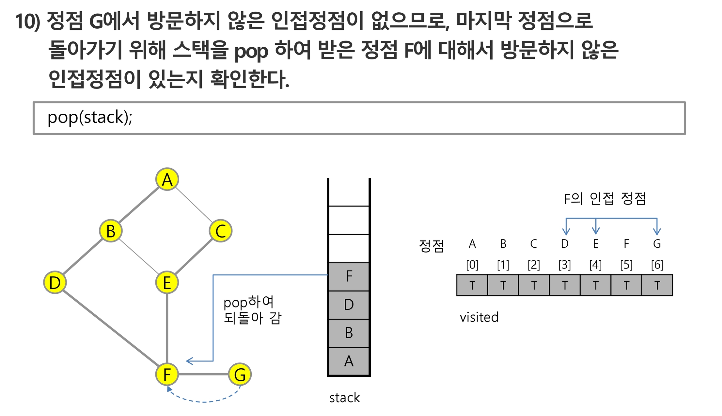 10) 정점 G에서 방문하지 않은 인접정점이 없으므로, 마지막 정점으로
돌아가기 위해 스택을 pop 하여 받은 정점 F에 대해서 방문하지 않은
인접정점이 있는지 확인한다.
pop(stack);
A
B
C
D
E
F
G
pop하여
되돌아 감
F
D
B
A
stack
F의 인접 정점
정점 A B C D E F G
[0] [1] [2] [3] [4] [5] [6]
T T T T T T T
visited